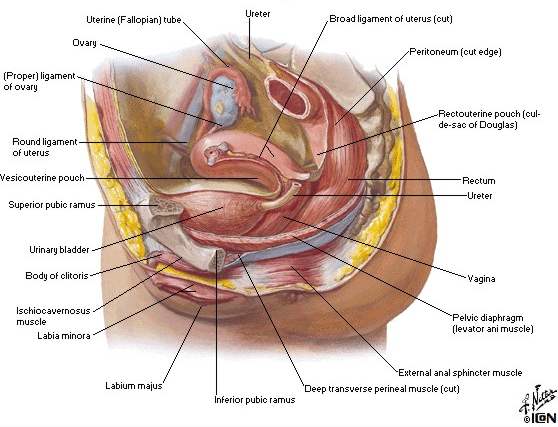 Uterine (Fallopian) tube
Ureter
Broad ligament of uterus (cut)
Ovary
Peritoneum (cut edge)
(Proper) ligament
of ovary
Rectouterine pouch (cul-
de-sac of Douglas)
Round ligament
of uterus
Vesicouterine pouch
Rectum
Ureter
Superior pubic ramus
Urinary bladder
Body of clitoris
Vagina
Ischiocavernosus
muscle
Labia minora
Pelvic diaphragm
(levator ani muscle)
External anal sphincter muscle
Labium majus
Deep transverse perineal muscle (cut)
Inferior pubic ramus
F. Netter
© ICON